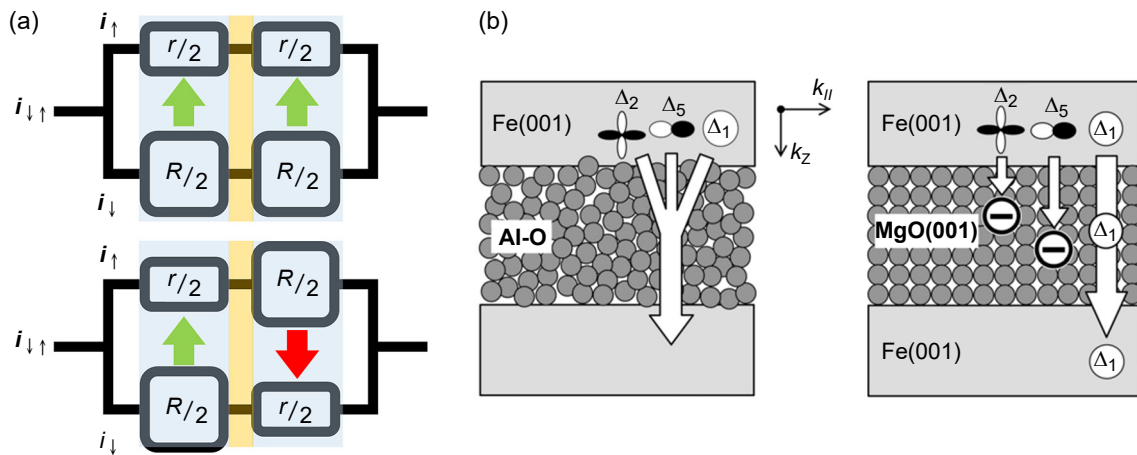 (a)
i↑
r/2 r/2
i↓↑
R/2 R/2
i↓
i↑
r/2 R/2
i↓↑
R/2 r/2
i↓
(b)
Δ2 Δ5 Δ1
Fe(001)
Al-O
k||
kZ
Δ2 Δ5 Δ1
Fe(001)
MgO(001) Δ1
Fe(001) Δ1